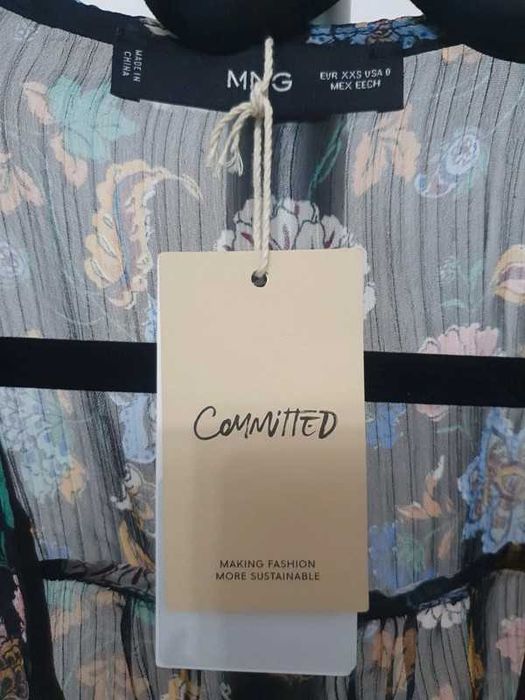 MADE IN
CHINA
MNG
EUR XXS USA 0
MEX EECH
COMMITTED
MAKING FASHION
MORE SUSTAINABLE